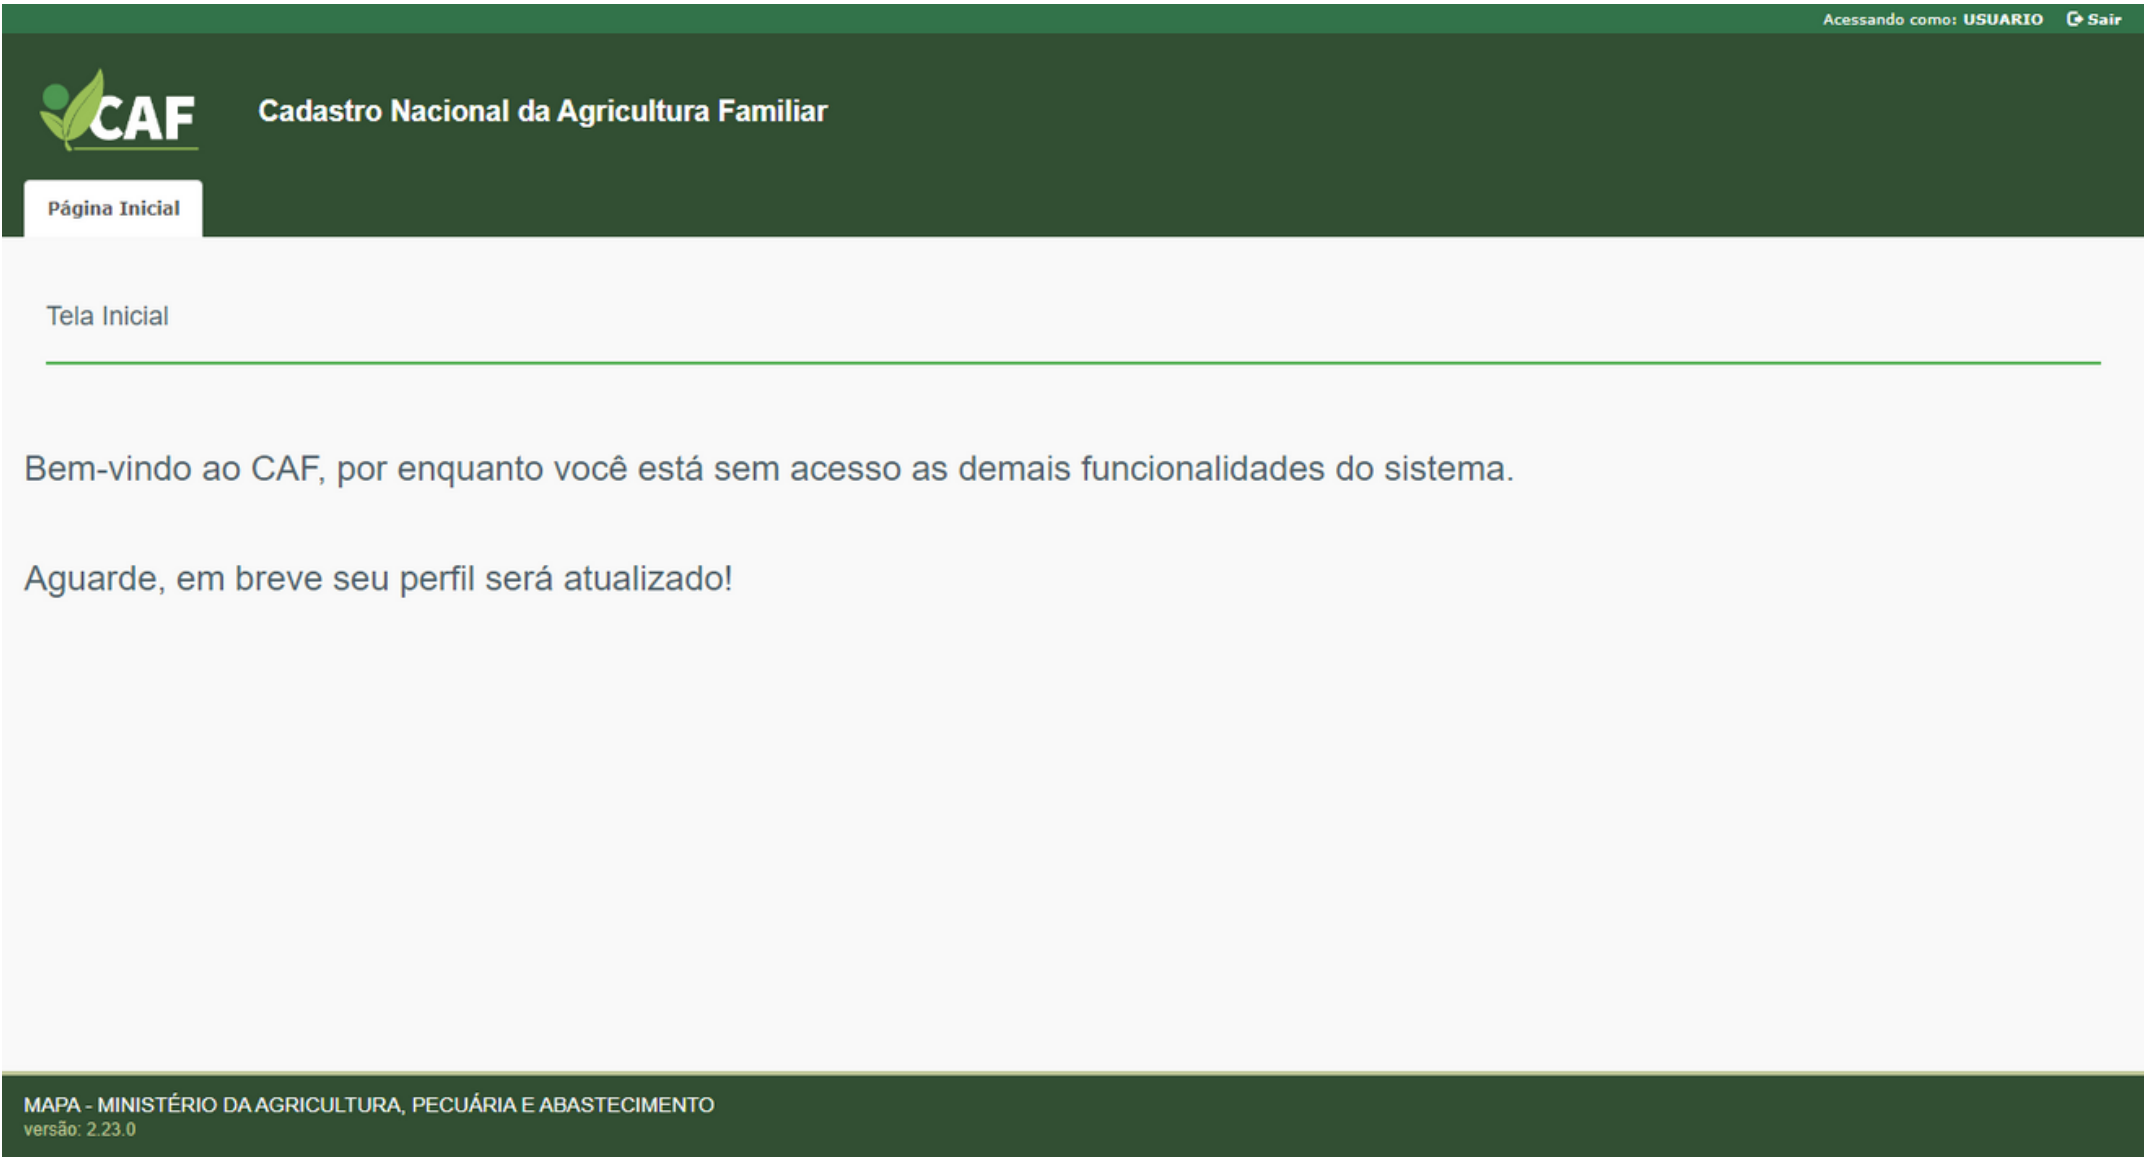 Acessando como: USUARIO Sair
CAF
Cadastro Nacional da Agricultura Familiar
Página Inicial
Tela Inicial
Bem-vindo ao CAF, por enquanto você está sem acesso as demais funcionalidades do sistema.
Aguarde, em breve seu perfil será atualizado!
MAPA - MINISTÉRIO DA AGRICULTURA, PECUÁRIA E ABASTECIMENTO
versão: 2.23.0